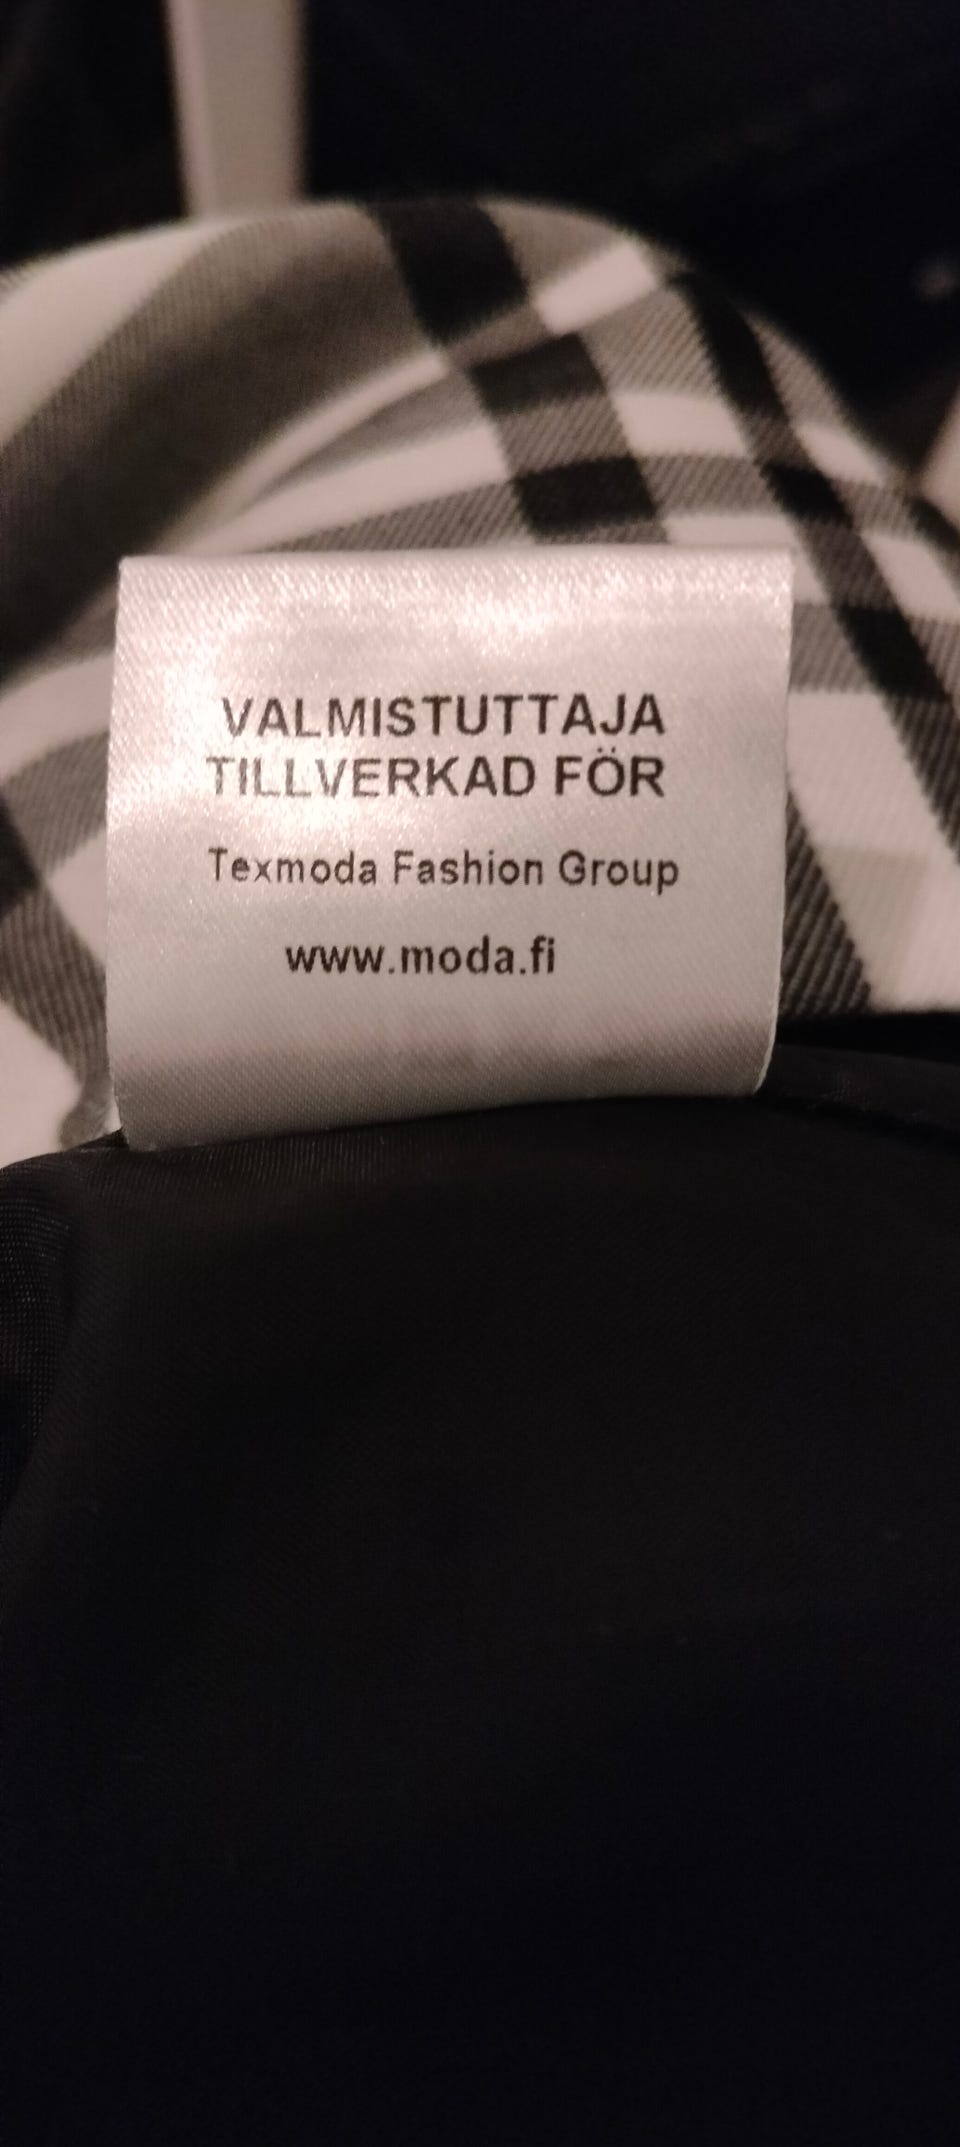 VALMISTUTTAJA
TILLVERKAD FÖR
Texmoda Fashion Group
www.moda.fi